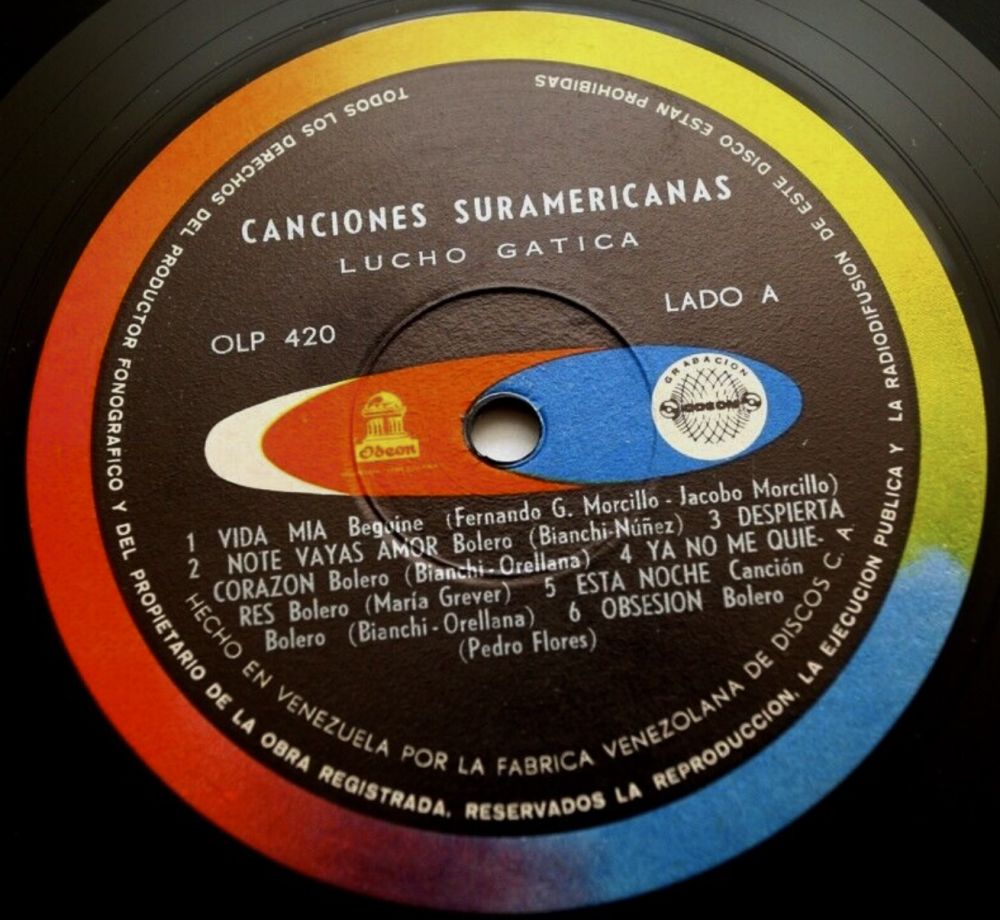 CANCIONES SURAMERICANAS
LUCHO GATICA
OLP 420
LADO A
GRABACION
ODEON
Odeon
1 VIDA MIA Beguine (Fernando G. Morcillo - Jacobo Morcillo)
2 NOTE VAYAS AMOR Bolero (Bianchi-Núñez) 3 DESPIERTA
CORAZON Bolero (Bianchi-Orellana) 4 YA NO ME QUIE-
RES Bolero (María Grever) 5 ESTA NOCHE Canción
Bolero (Bianchi-Orellana) 6 OBSESION Bolero
(Pedro Flores)
HECHO EN VENEZUELA POR LA FABRICA VENEZOLANA DE DISCOS C. A
TODOS LOS DERECHOS DEL PRODUCTOR FONOGRAFICO Y DEL PROPIETARIO DE LA OBRA REGISTRADA, RESERVADOS LA REPRODUCCION, LA EJECUCION PUBLICA Y LA RADIODIFUSION DE ESTE DISCO ESTAN PROHIBIDAS